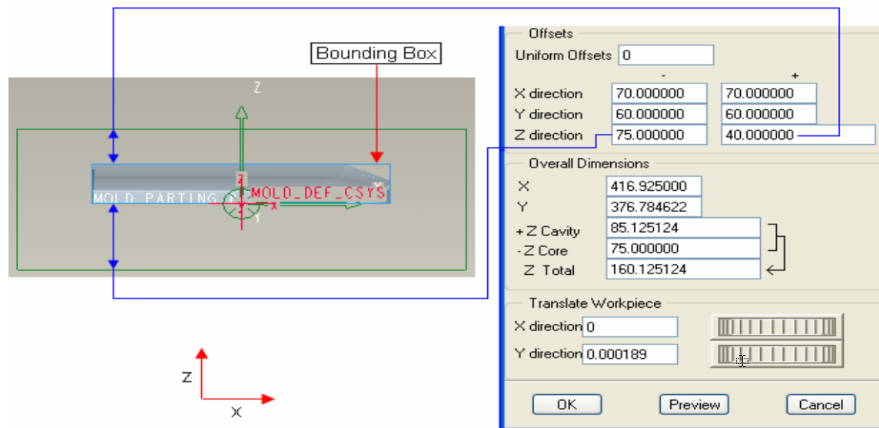 Bounding Box
Z
Z
MOLD_PARTING
MOLD_DEF_CSYS
X
Y
Z
X
Offsets
Uniform Offsets 0
- +
X direction 70.000000 70.000000
Y direction 60.000000 60.000000
Z direction 75.000000 40.000000
Overall Dimensions
X 416.925000
Y 376.784622
+ Z Cavity 85.125124
- Z Core 75.000000
Z Total 160.125124
Translate Workpiece
X direction 0
Y direction 0.000189
OK Preview Cancel